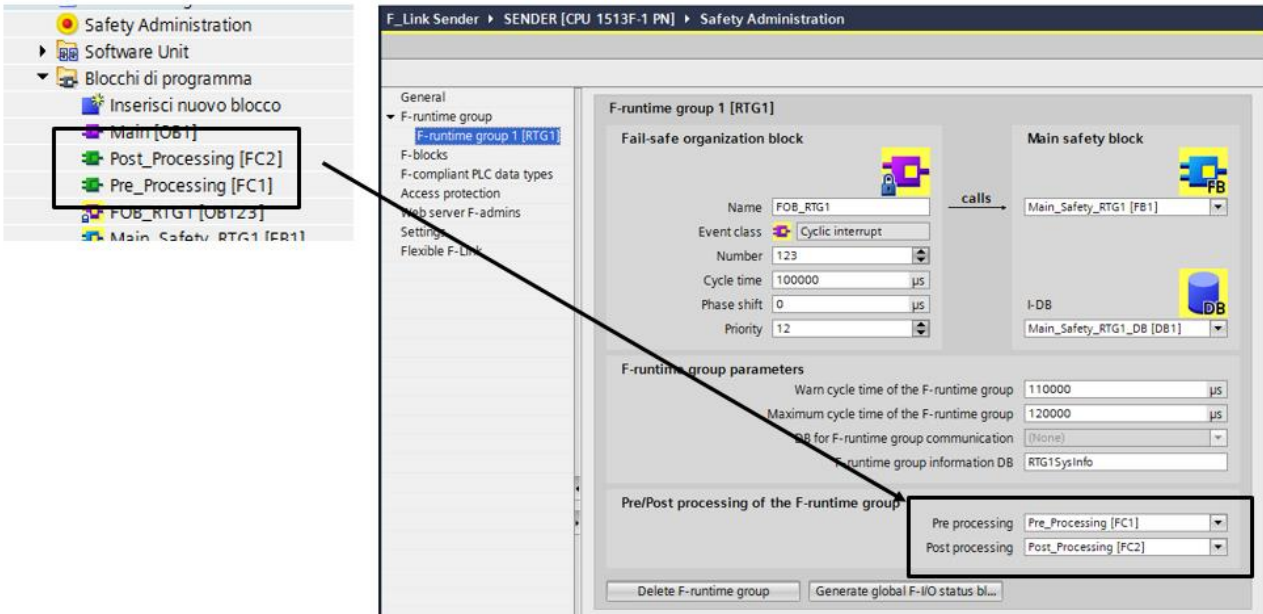 Safety Administration
Software Unit
Blocchi di programma
Inserisci nuovo blocco
Main [OB1]
Post_Processing [FC2]
Pre_Processing [FC1]
FOB_RTG1 [OB123]
Main_Safety_RTG1 [FB1]
F_Link Sender ▸ SENDER [CPU 1513F-1 PN] ▸ Safety Administration
General
F-runtime group
F-runtime group 1 [RTG1]
F-blocks
F-compliant PLC data types
Access protection
Web server F-admins
Settings
Flexible F-Link
F-runtime group 1 [RTG1]
Fail-safe organization block
Main safety block
FB
calls
Name FOB_RTG1
Main_Safety_RTG1 [FB1]
Event class Cyclic interrupt
Number 123
Cycle time 100000 µs
Phase shift 0 µs
I-DB
DB
Priority 12
Main_Safety_RTG1_DB [DB1]
F-runtime group parameters
Warn cycle time of the F-runtime group 110000 µs
Maximum cycle time of the F-runtime group 120000 µs
DB for F-runtime group communication (None)
F-runtime group information DB RTG1SysInfo
Pre/Post processing of the F-runtime group
Pre processing Pre_Processing [FC1]
Post processing Post_Processing [FC2]
Delete F-runtime group
Generate global F-I/O status bl...